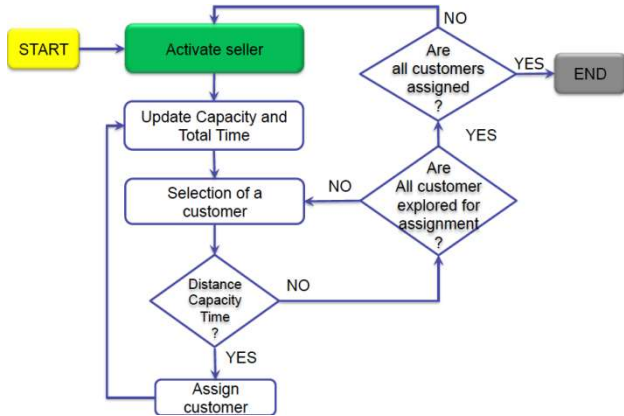 START
Activate seller
NO
Are
all customers
assigned
?
YES
END
Update Capacity and
Total Time
YES
Are
All customer
explored for
assignment
?
NO
Selection of a
customer
Distance
Capacity
Time
?
NO
YES
Assign
customer